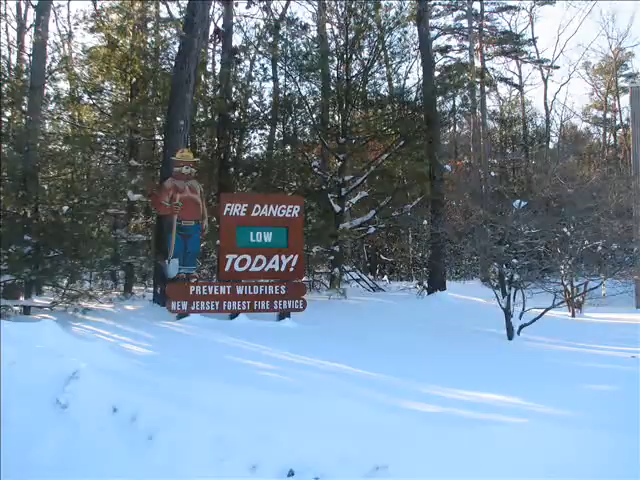 FIRE DANGER
LOW
TODAY!
PREVENT WILDFIRES
NEW JERSEY FOREST FIRE SERVICE